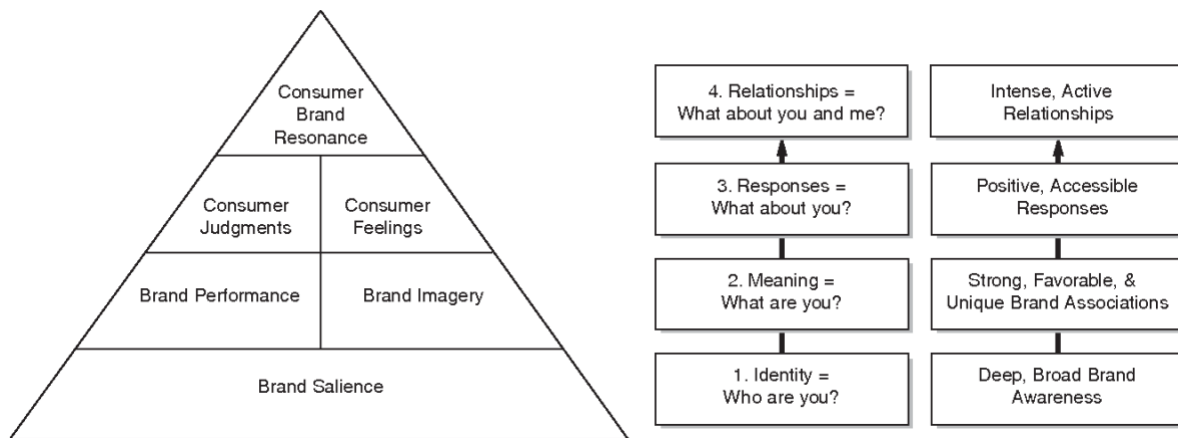 Consumer
Brand
Resonance
Consumer
Judgments
Consumer
Feelings
Brand Performance
Brand Imagery
Brand Salience
4. Relationships =
What about you and me?
3. Responses =
What about you?
2. Meaning =
What are you?
1. Identity =
Who are you?
Intense, Active
Relationships
Positive, Accessible
Responses
Strong, Favorable, &
Unique Brand Associations
Deep, Broad Brand
Awareness